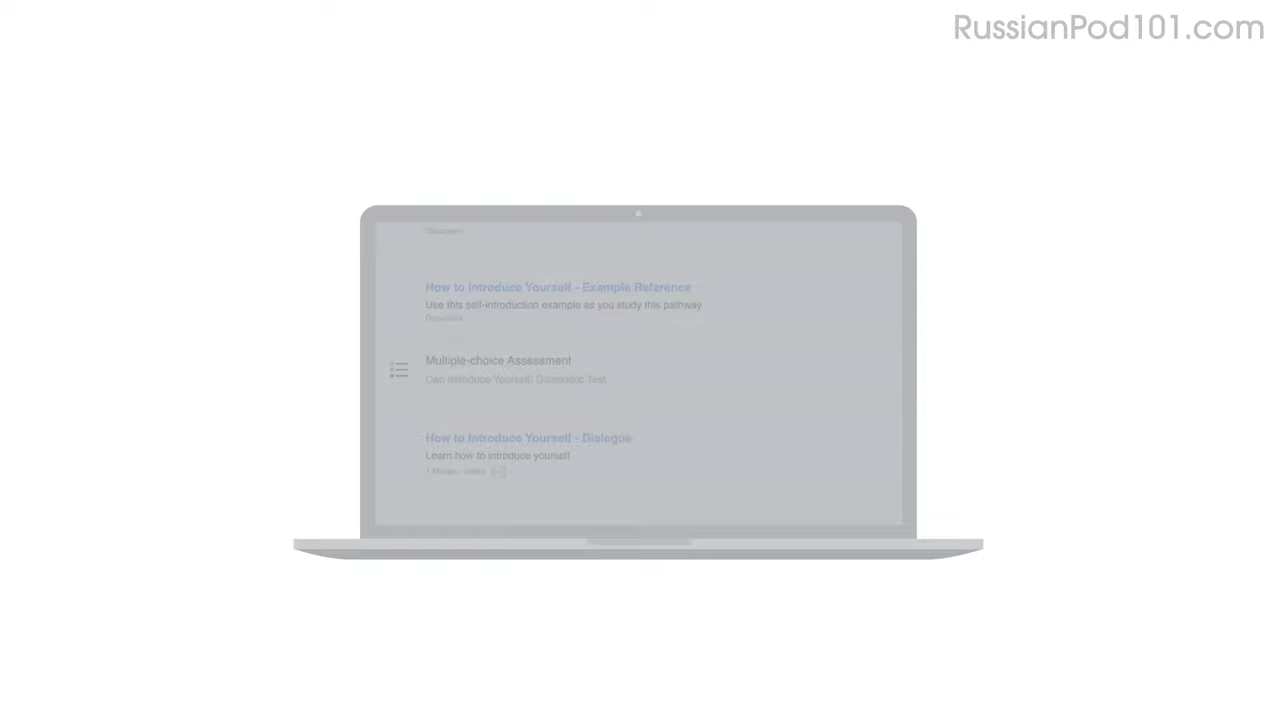 RussianPod101.com
How to Introduce Yourself - Example Reference
Use this self-introduction example as you study this pathway
Multiple-choice Assessment
Can Introduce Yourself: Diagnostic Test
How to Introduce Yourself - Dialogue
Learn how to introduce yourself